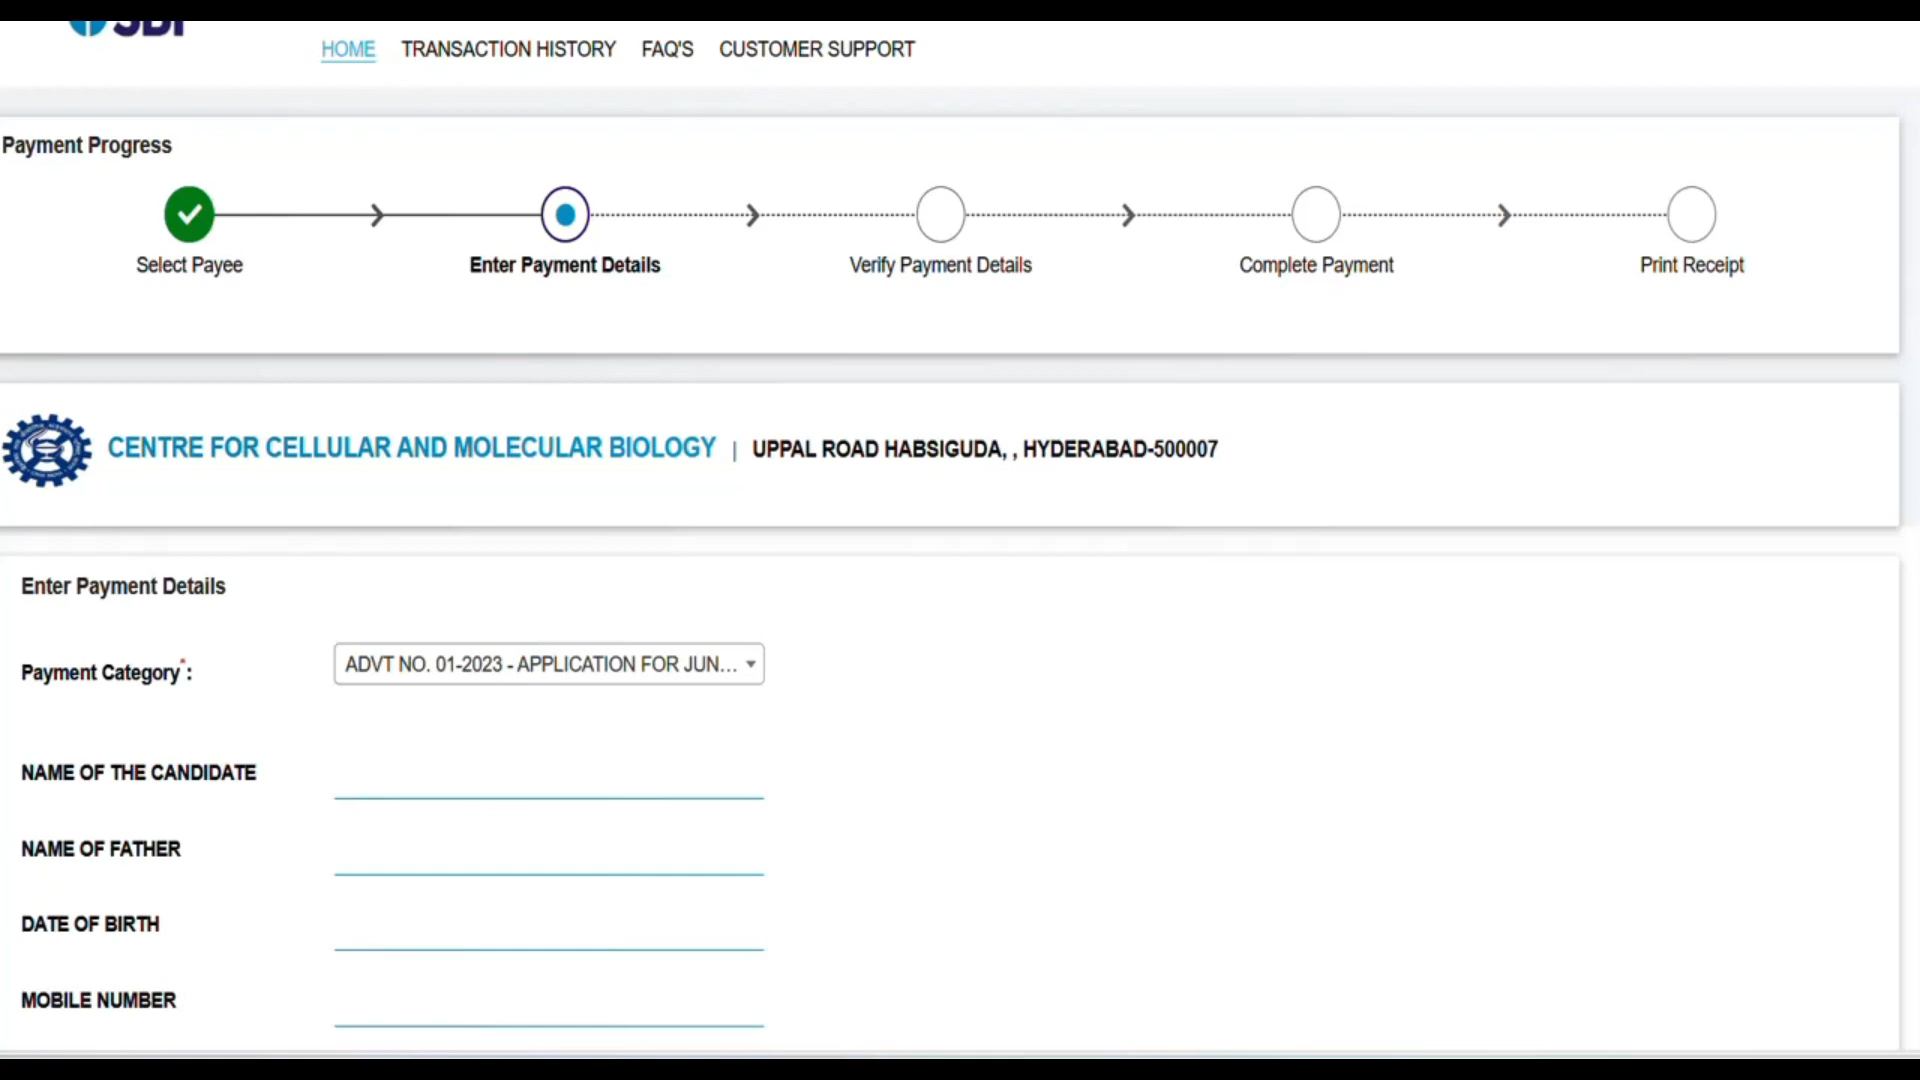 SBI
HOME TRANSACTION HISTORY FAQ'S CUSTOMER SUPPORT
Payment Progress
Select Payee Enter Payment Details Verify Payment Details Complete Payment Print Receipt
CENTRE FOR CELLULAR AND MOLECULAR BIOLOGY | UPPAL ROAD HABSIGUDA, , HYDERABAD-500007
Enter Payment Details
Payment Category* : ADVT NO. 01-2023 - APPLICATION FOR JUN...
NAME OF THE CANDIDATE
NAME OF FATHER
DATE OF BIRTH
MOBILE NUMBER